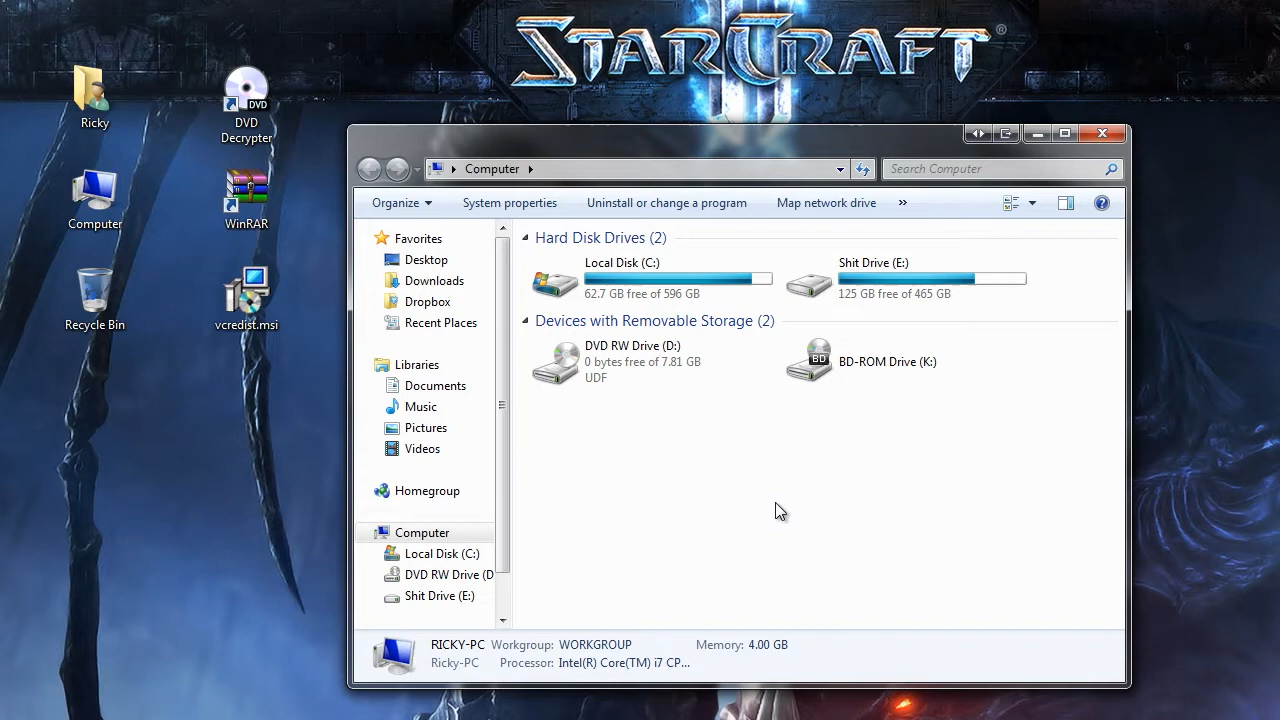 STARCRAFT®
II
Ricky
DVD
DVD
Decrypter
Computer
WinRAR
Recycle Bin
vcredist.msi
Computer
Search Computer
Organize
System properties
Uninstall or change a program
Map network drive
»
Favorites
Desktop
Downloads
Dropbox
Recent Places
Libraries
Documents
Music
Pictures
Videos
Homegroup
Computer
Local Disk (C:)
DVD RW Drive (D
Shit Drive (E:)
Hard Disk Drives (2)
Local Disk (C:)
62.7 GB free of 596 GB
Shit Drive (E:)
125 GB free of 465 GB
Devices with Removable Storage (2)
DVD RW Drive (D:)
0 bytes free of 7.81 GB
UDF
BD
BD-ROM Drive (K:)
RICKY-PC Workgroup: WORKGROUP Memory: 4.00 GB
Ricky-PC Processor: Intel(R) Core(TM) i7 CP...